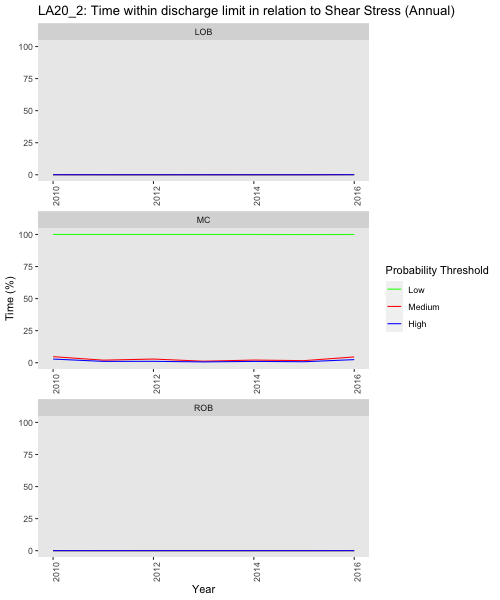 LA20_2: Time within discharge limit in relation to Shear Stress (Annual)
LOB
100
75
50
25
0
2010 2012 2014 2016
MC
100
75
50
25
0
2010 2012 2014 2016
Time (%)
ROB
100
75
50
25
0
2010 2012 2014 2016
Year
Probability Threshold
Low
Medium
High